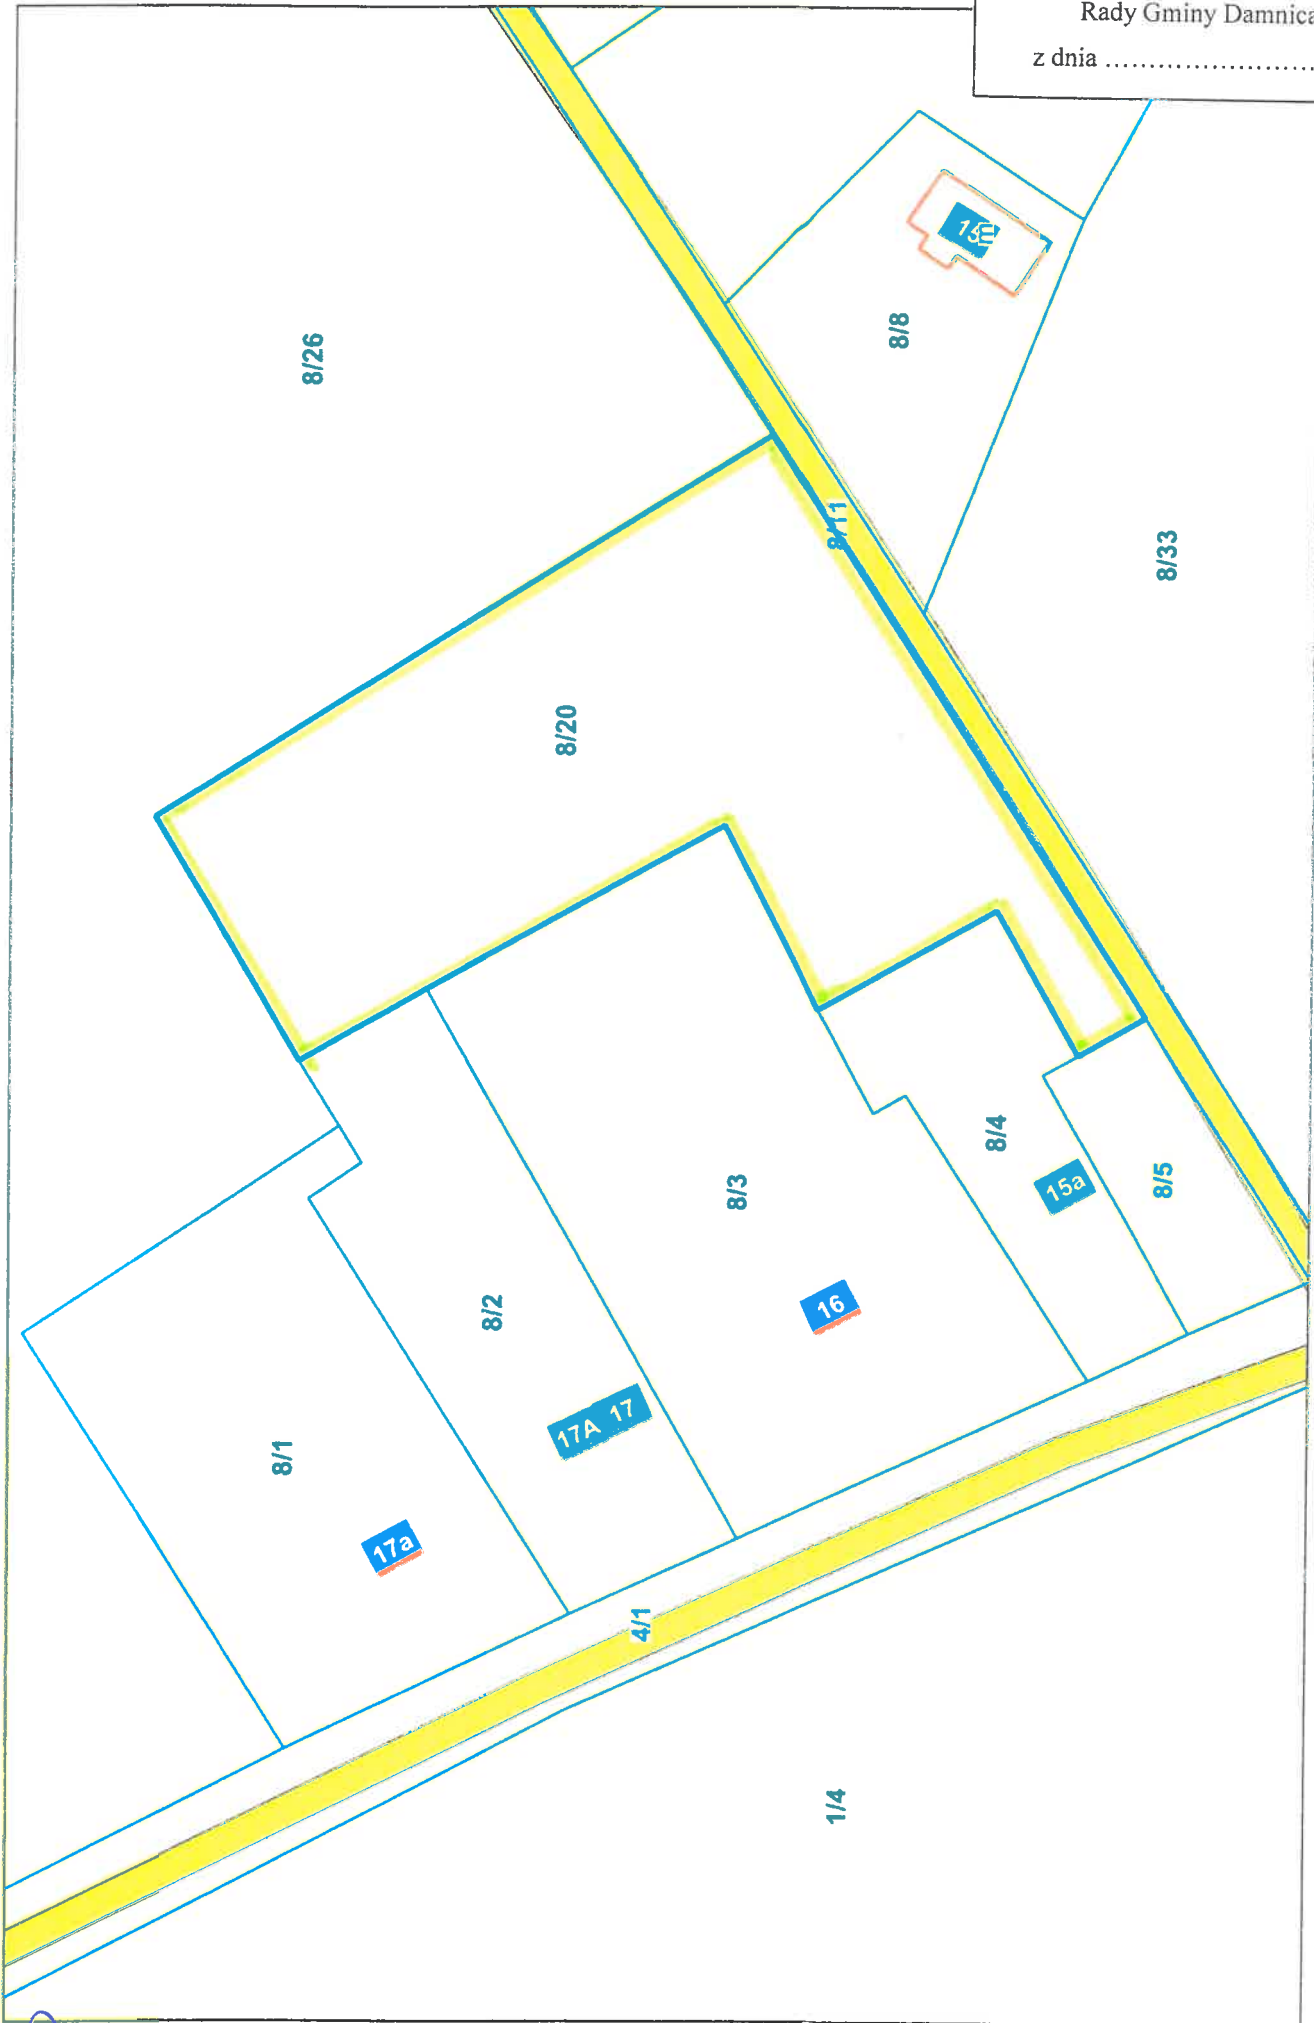 Rady Gminy Damnica
z dnia ........................
8/26
8/8
8/11
8/33
8/20
8/3
8/4
15a
8/5
8/2
16
17A 17
8/1
17a
4/1
1/4